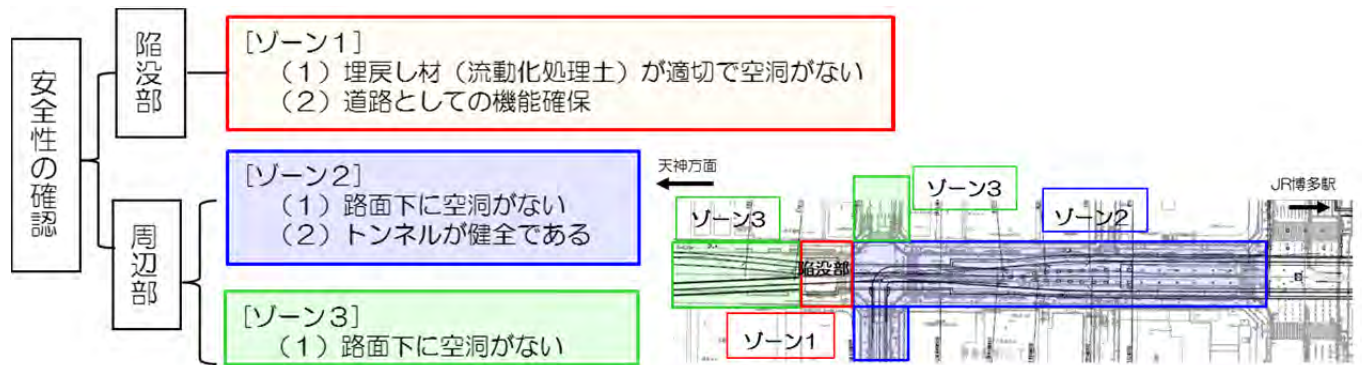 安全性の確認
陥没部
[ゾーン1]
(1)埋戻し材(流動化処理土)が適切で空洞がない
(2)道路としての機能確保
周辺部
[ゾーン2]
(1)路面下に空洞がない
(2)トンネルが健全である
[ゾーン3]
(1)路面下に空洞がない
天神方面
ゾーン3
JR博多駅
ゾーン3
ゾーン2
陥没部
ゾーン1